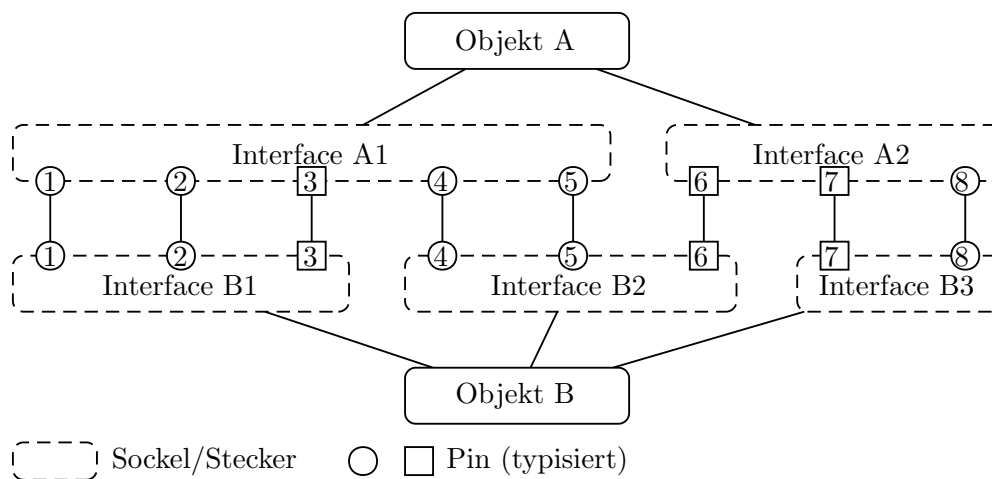 Objekt A
Interface A1 Interface A2
1 2 3 4 5 6 7 8
1 2 3 4 5 6 7 8
Interface B1 Interface B2 Interface B3
Objekt B
Sockel/Stecker Pin (typisiert)